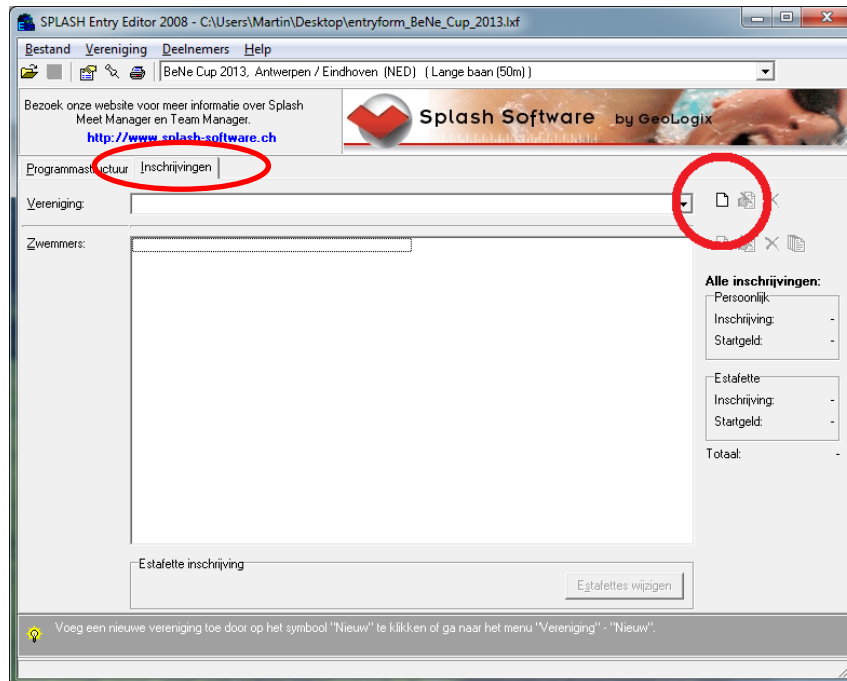 SPLASH Entry Editor 2008 - C:\Users\Martin\Desktop\entryform_BeNe_Cup_2013.lxf
Bestand Vereniging Deelnemers Help
BeNe Cup 2013, Antwerpen / Eindhoven (NED) ( Lange baan (50m) )
Bezoek onze website voor meer informatie over Splash
Meet Manager en Team Manager.
http://www.splash-software.ch
Splash Software by GeoLogix
Programmastructuur Inschrijvingen
Vereniging:
Zwemmers:
Alle inschrijvingen:
Persoonlijk
Inschrijving: -
Startgeld: -
Estafette
Inschrijving: -
Startgeld: -
Totaal: -
Estafette inschrijving
Estafettes wijzigen
Voeg een nieuwe vereniging toe door op het symbool "Nieuw" te klikken of ga naar het menu "Vereniging" - "Nieuw".